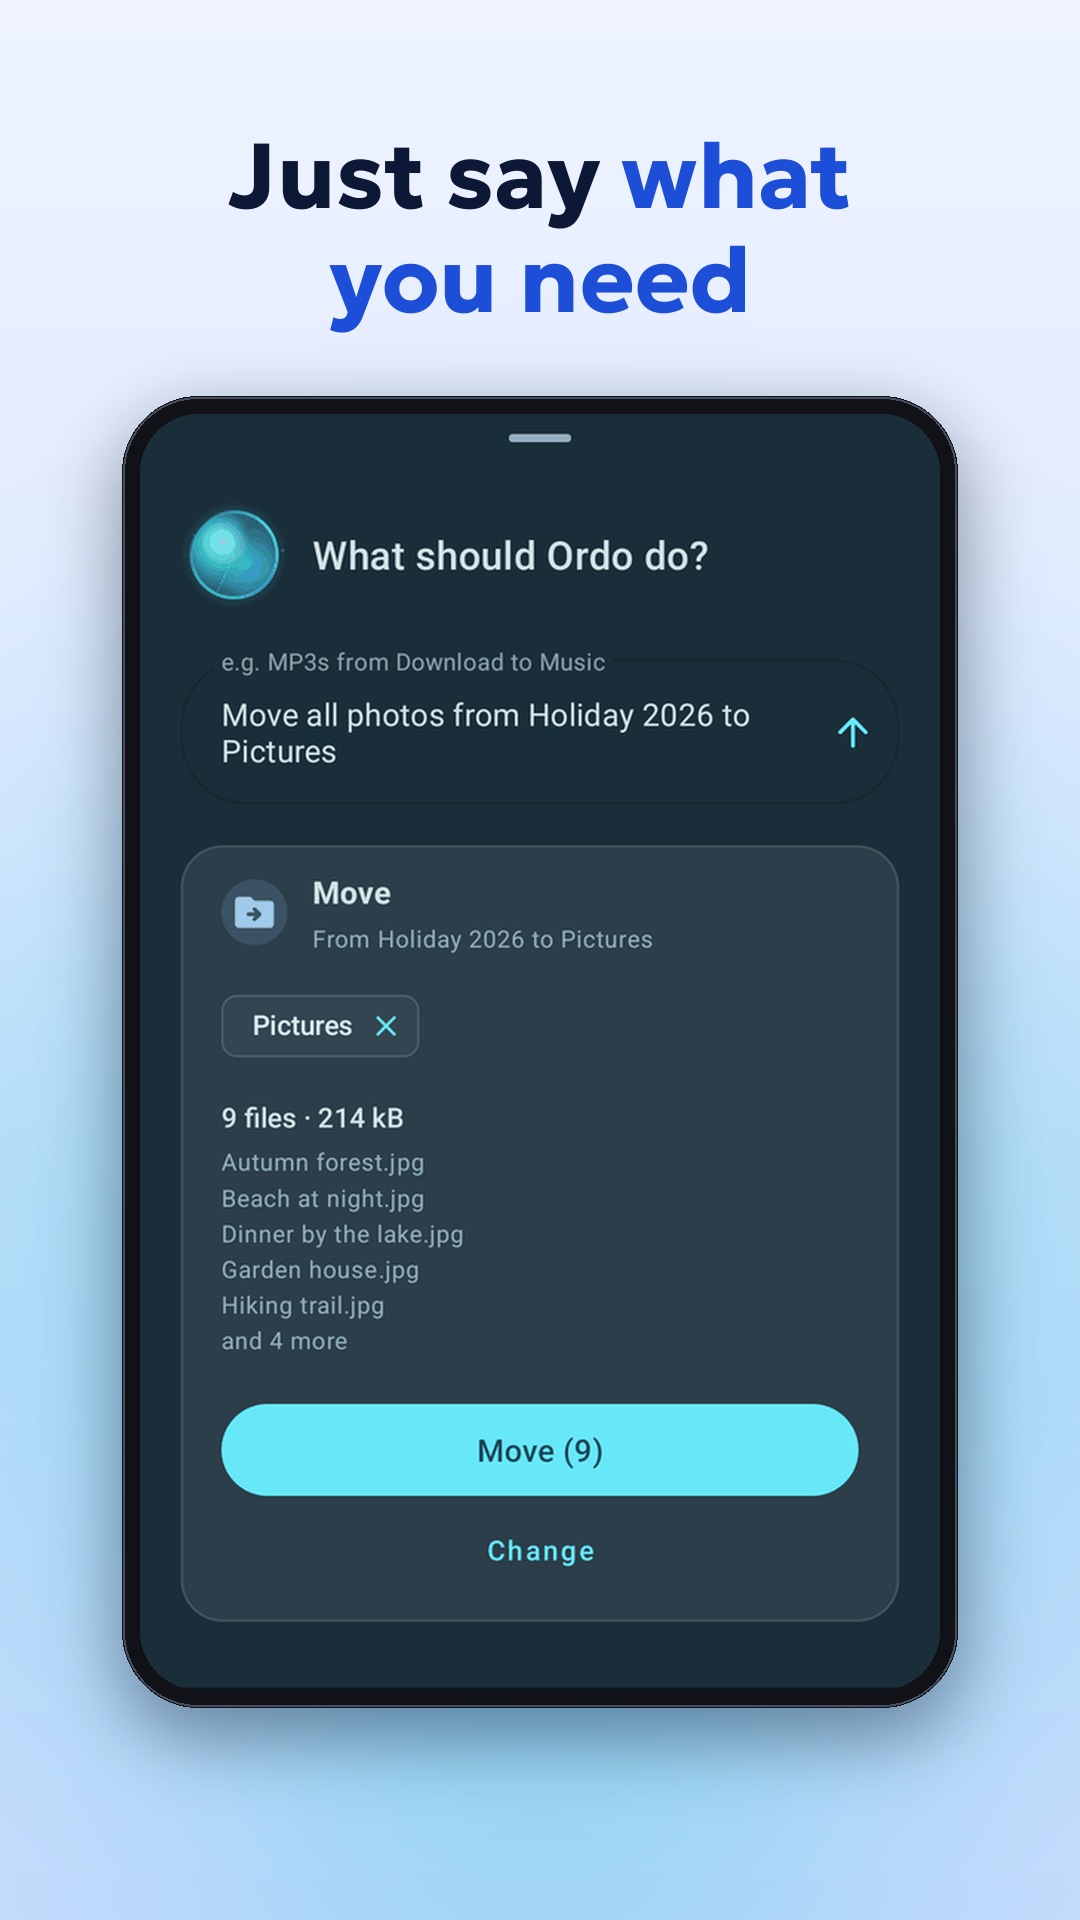 Just say what
you need
What should Ordo do?
e.g. MP3s from Download to Music
Move all photos from Holiday 2026 to
Pictures
Move
From Holiday 2026 to Pictures
Pictures
9 files · 214 kB
Autumn forest.jpg
Beach at night.jpg
Dinner by the lake.jpg
Garden house.jpg
Hiking trail.jpg
and 4 more
Move (9)
Change